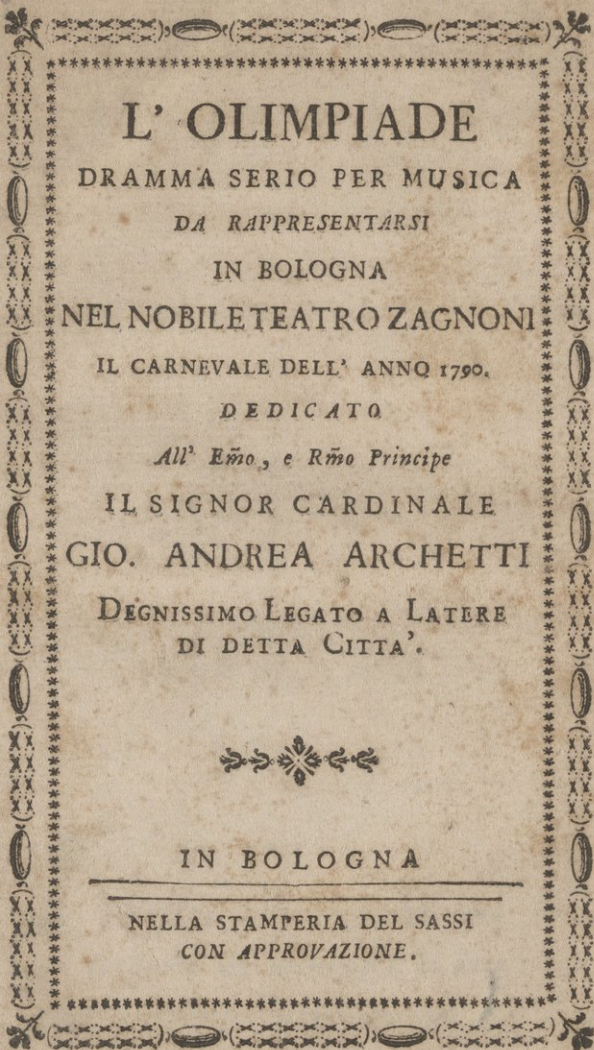 L' OLIMPIADE
DRAMMA SERIO PER MUSICA
DA RAPPRESENTARSI
IN BOLOGNA
NEL NOBILE TEATRO ZAGNONI
IL CARNEVALE DELL' ANNO 1790.
DEDICATO
All' Em̃o, e Rm̃o Principe
IL SIGNOR CARDINALE
GIO. ANDREA ARCHETTI
DEGNISSIMO LEGATO A LATERE
DI DETTA CITTA'.
IN BOLOGNA
NELLA STAMPERIA DEL SASSI
CON APPROVAZIONE.